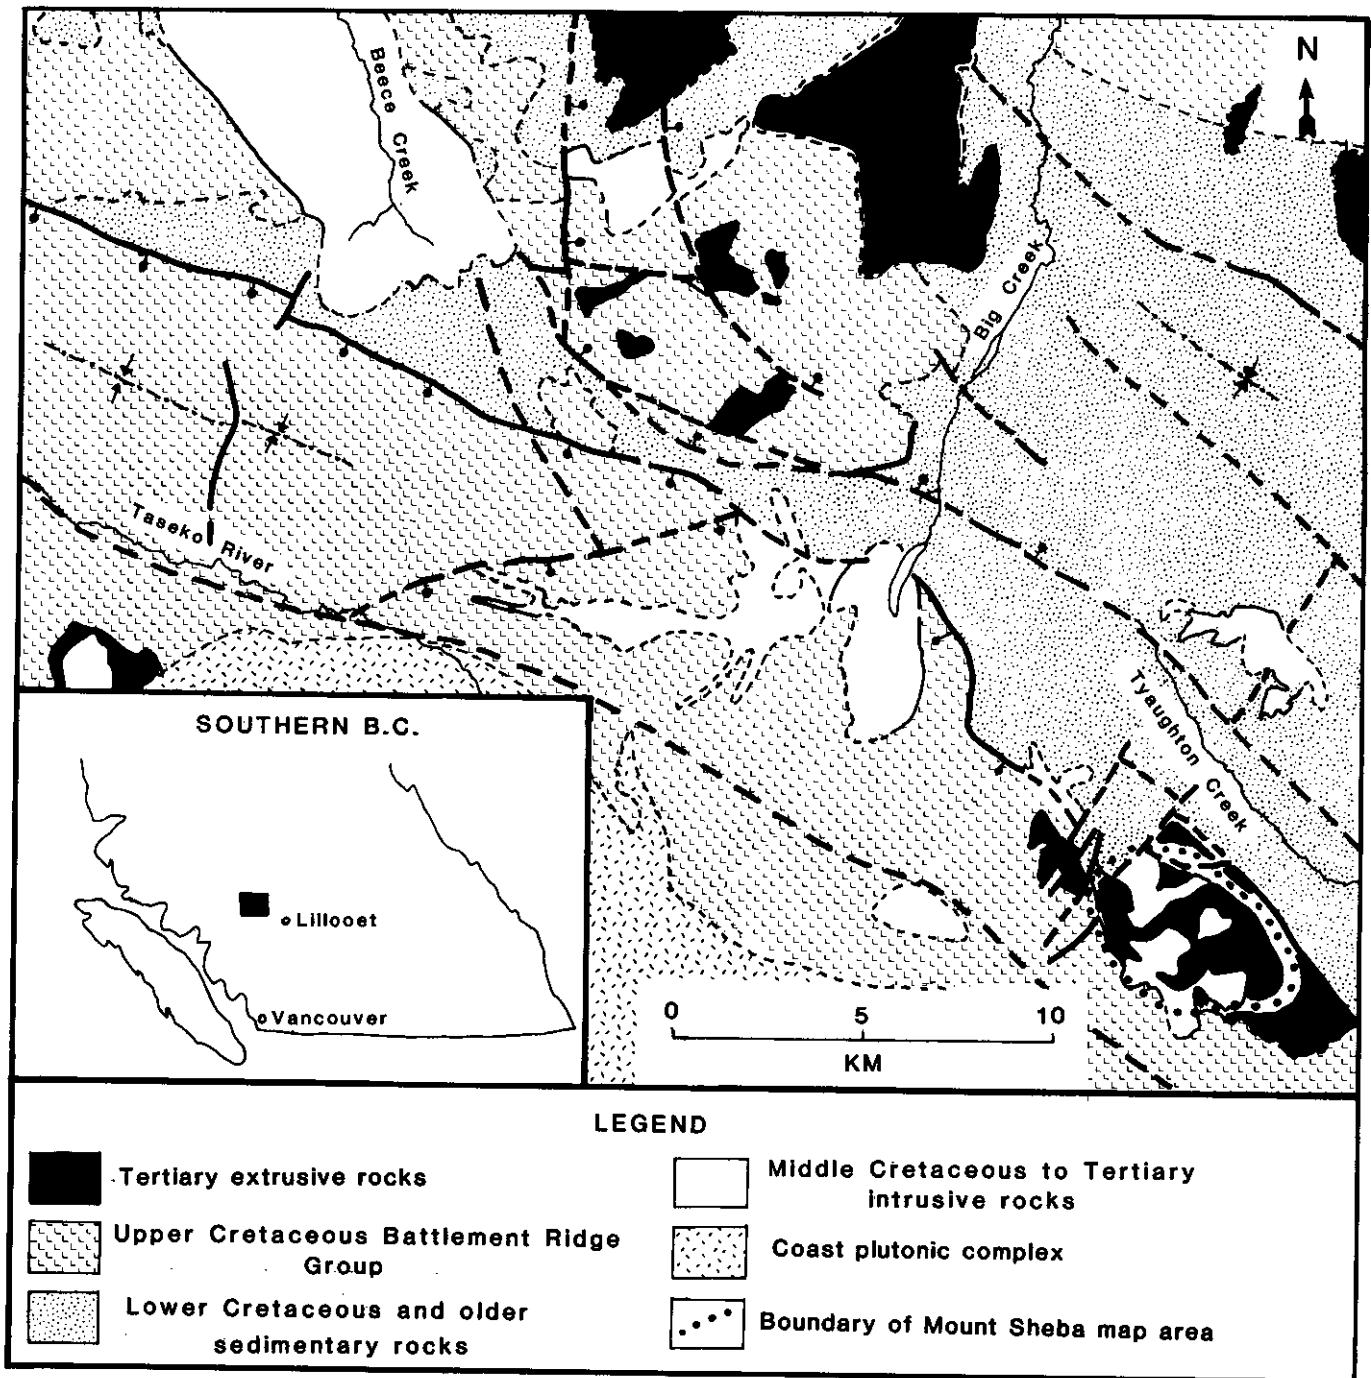 N
Beece Creek
Big Creek
Taseko River
Tyaughton Creek
SOUTHERN B.C.
Lillooet
Vancouver
0 5 10
KM
LEGEND
Tertiary extrusive rocks
Upper Cretaceous Battlement Ridge
Group
Lower Cretaceous and older
sedimentary rocks
Middle Cretaceous to Tertiary
intrusive rocks
Coast plutonic complex
Boundary of Mount Sheba map area